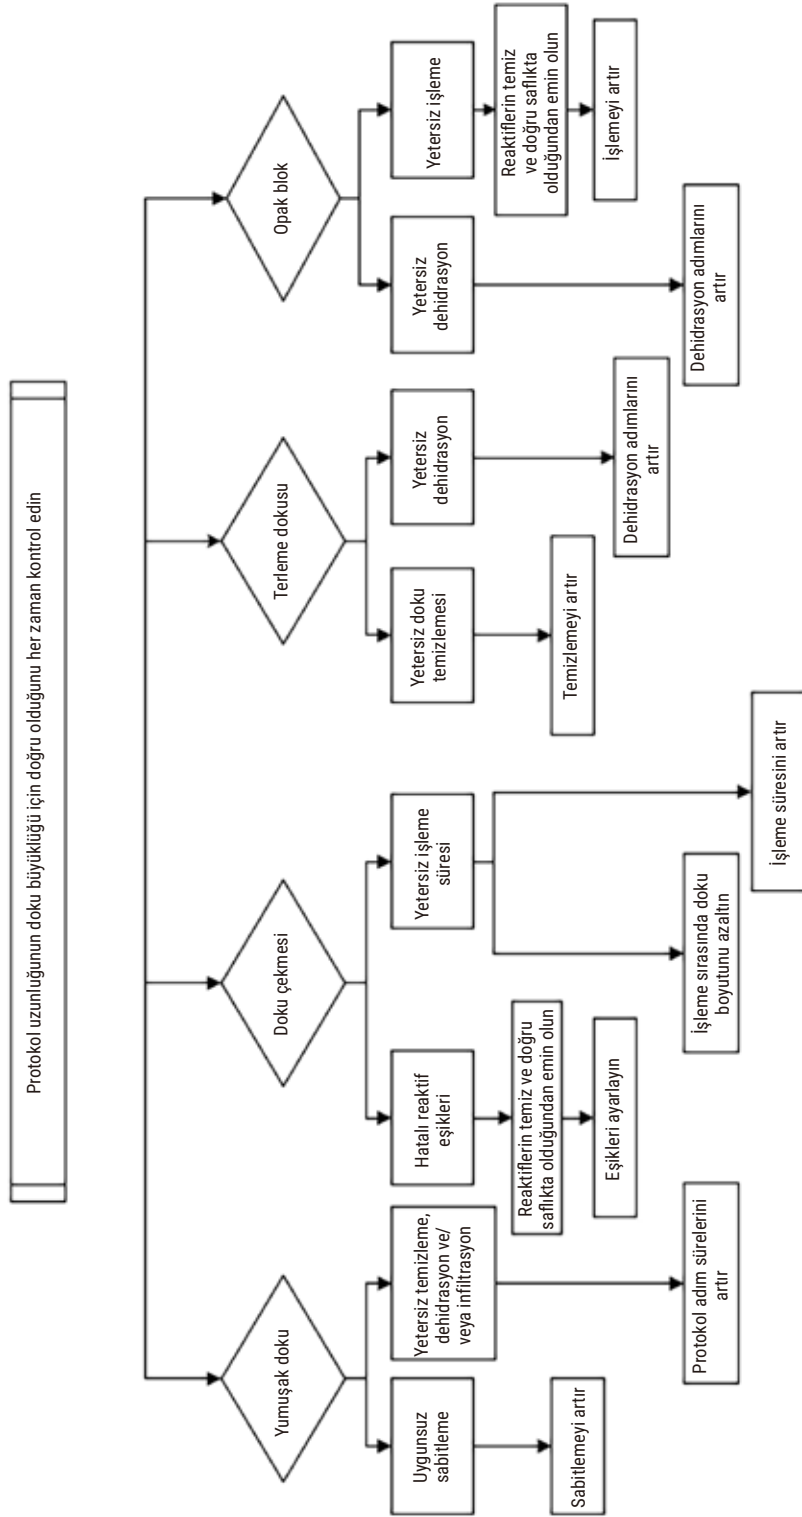 Protokol uzunluğunun doku büyüklüğü için doğru olduğunu her zaman kontrol edin
Yumuşak doku
Doku çekmesi
Terleme dokusu
Opak blok
Uygunsuz
sabitleme
Yetersiz temizleme,
dehidrasyon ve/
veya infiltrasyon
Hatalı reaktif
eşikleri
Yetersiz işleme
süresi
Yetersiz doku
temizlemesi
Yetersiz
dehidrasyon
Yetersiz
dehidrasyon
Yetersiz işleme
Reaktiflerin temiz
ve doğru saflıkta
olduğundan emin olun
Reaktiflerin temiz ve doğru
saflıkta olduğundan emin olun
Sabitlemeyi artır
Eşikleri ayarlayın
Temizlemeyi artır
Dehidrasyon adımlarını
artır
İşlemeyi artır
Protokol adım sürelerini
artır
İşleme sırasında doku
boyutunu azaltın
Dehidrasyon adımlarını
artır
İşleme süresini artır